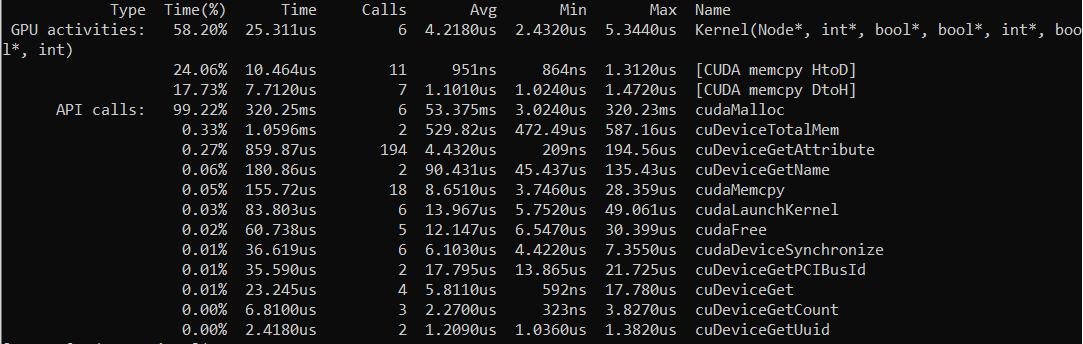 Type Time(%) Time Calls Avg Min Max Name
GPU activities: 58.20% 25.311us 6 4.2180us 2.4320us 5.3440us Kernel(Node*, int*, bool*, bool*, int*, boo
l*, int)
24.06% 10.464us 11 951ns 864ns 1.3120us [CUDA memcpy HtoD]
17.73% 7.7120us 7 1.1010us 1.0240us 1.4720us [CUDA memcpy DtoH]
API calls: 99.22% 320.25ms 6 53.375ms 3.0240us 320.23ms cudaMalloc
0.33% 1.0596ms 2 529.82us 472.49us 587.16us cuDeviceTotalMem
0.27% 859.87us 194 4.4320us 209ns 194.56us cuDeviceGetAttribute
0.06% 180.86us 2 90.431us 45.437us 135.43us cuDeviceGetName
0.05% 155.72us 18 8.6510us 3.7460us 28.359us cudaMemcpy
0.03% 83.803us 6 13.967us 5.7520us 49.061us cudaLaunchKernel
0.02% 60.738us 5 12.147us 6.5470us 30.399us cudaFree
0.01% 36.619us 6 6.1030us 4.4220us 7.3550us cudaDeviceSynchronize
0.01% 35.590us 2 17.795us 13.865us 21.725us cuDeviceGetPCIBusId
0.01% 23.245us 4 5.8110us 592ns 17.780us cuDeviceGet
0.00% 6.8100us 3 2.2700us 323ns 3.8270us cuDeviceGetCount
0.00% 2.4180us 2 1.2090us 1.0360us 1.3820us cuDeviceGetUuid